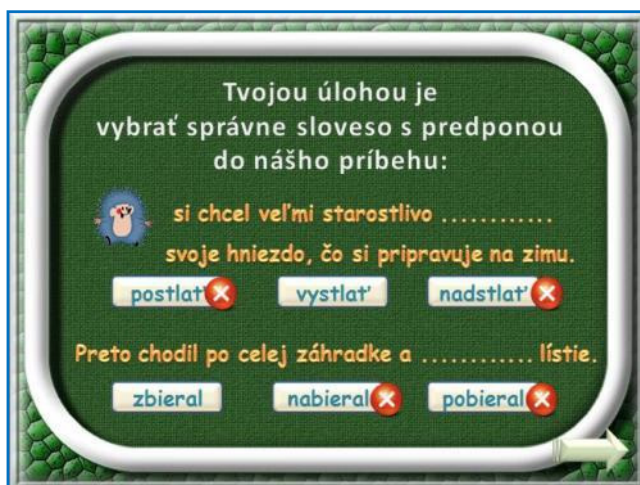 Tvojou úlohou je
vybrať správne sloveso s predponou
do nášho príbehu:
si chcel veľmi starostlivo ............
svoje hniezdo, čo si pripravuje na zimu.
postlať vystlať nadstlať
Preto chodil po celej záhradke a ............ lístie.
zbieral nabieral pobieral